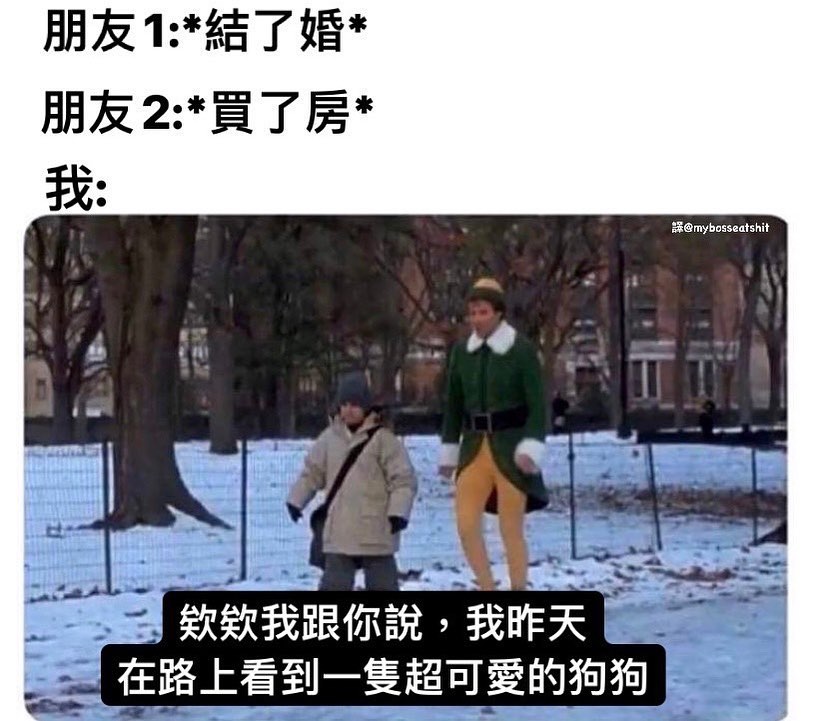 朋友1:*結了婚*
朋友2:*買了房*
我:
譯@mybosseatshit
欸欸我跟你說，我昨天
在路上看到一隻超可愛的狗狗